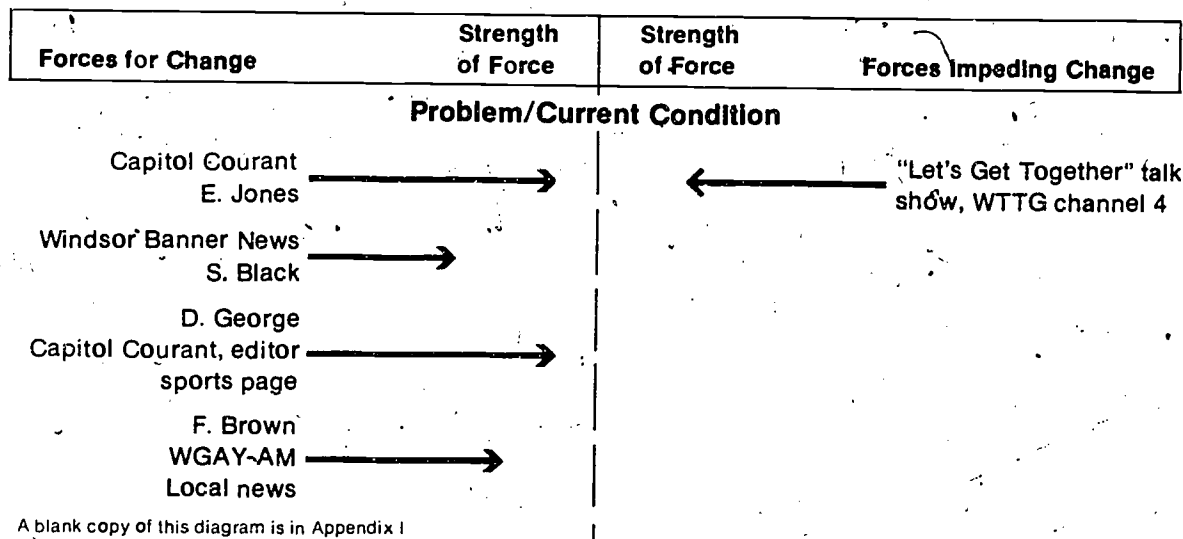 Forces for Change
Strength
of Force
Strength
of Force
Forces Impeding Change
Problem/Current Condition
Capitol Courant
E. Jones
"Let's Get Together" talk
show, WTTG channel 4
Windsor Banner News
S. Black
D. George
Capitol Courant, editor
sports page
F. Brown
WGAY-AM
Local news
A blank copy of this diagram is in Appendix I